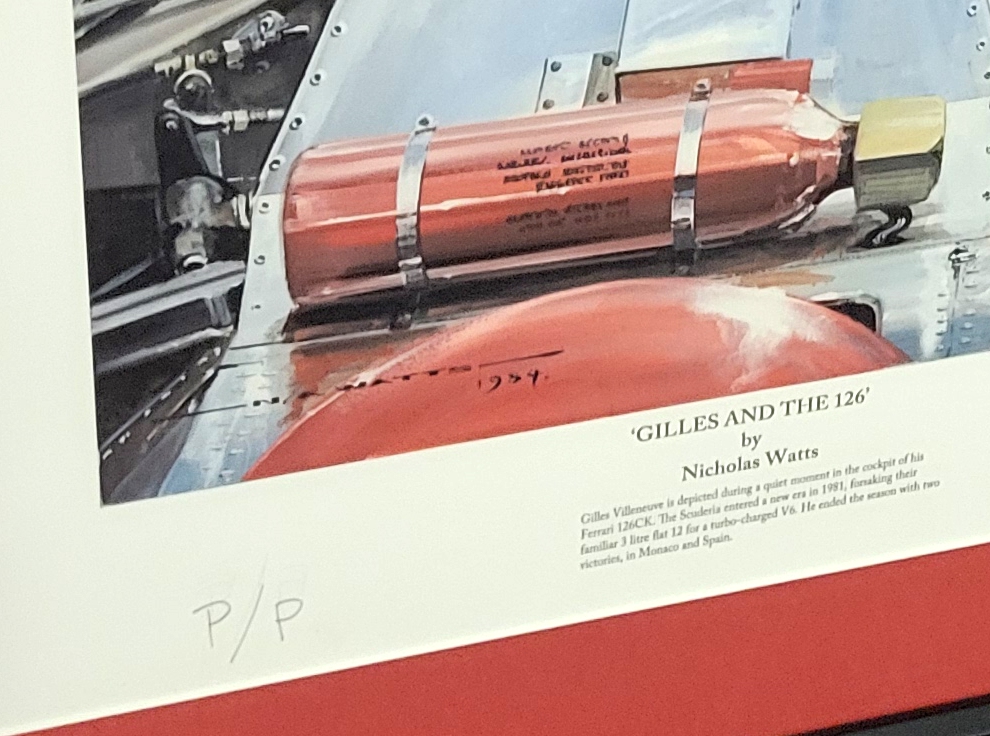 N.A. WATTS
1984.
‘GILLES AND THE 126’
by
Nicholas Watts
Gilles Villeneuve is depicted during a quiet moment in the cockpit of his
Ferrari 126CK. The Scuderia entered a new era in 1981, forsaking their
familiar 3 litre flat 12 for a turbo-charged V6. He ended the season with two
victories, in Monaco and Spain.
P/P